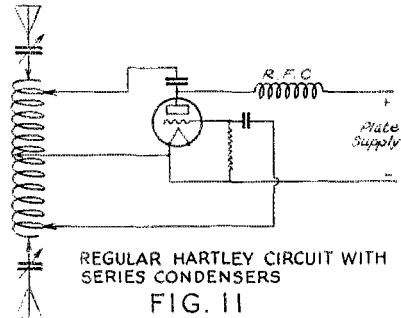 R.F.C
+
Plate
Supply
-
REGULAR HARTLEY CIRCUIT WITH
SERIES CONDENSERS
FIG. 11